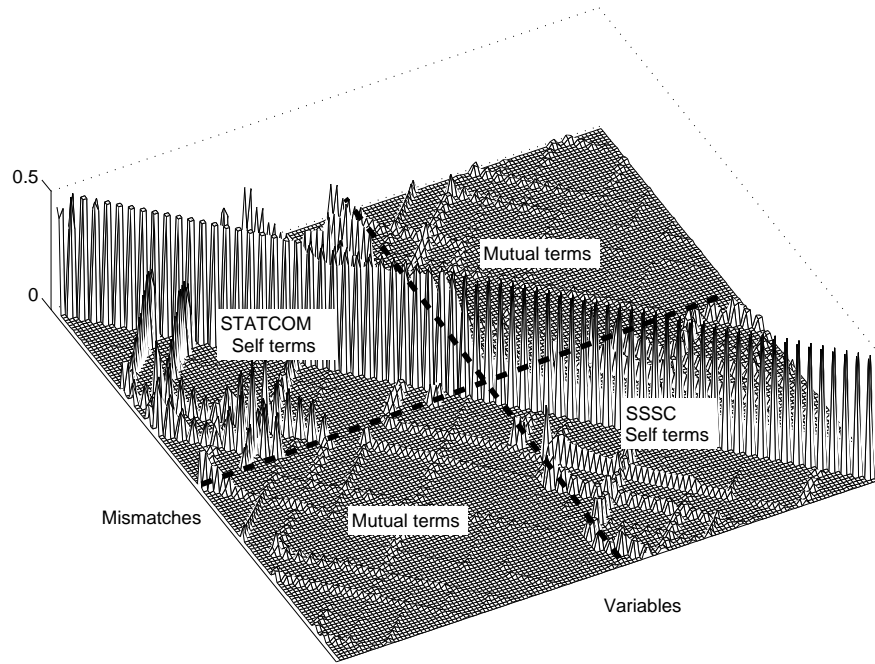 0.5
0
Mutual terms
STATCOM
Self terms
SSSC
Self terms
Mutual terms
Mismatches
Variables